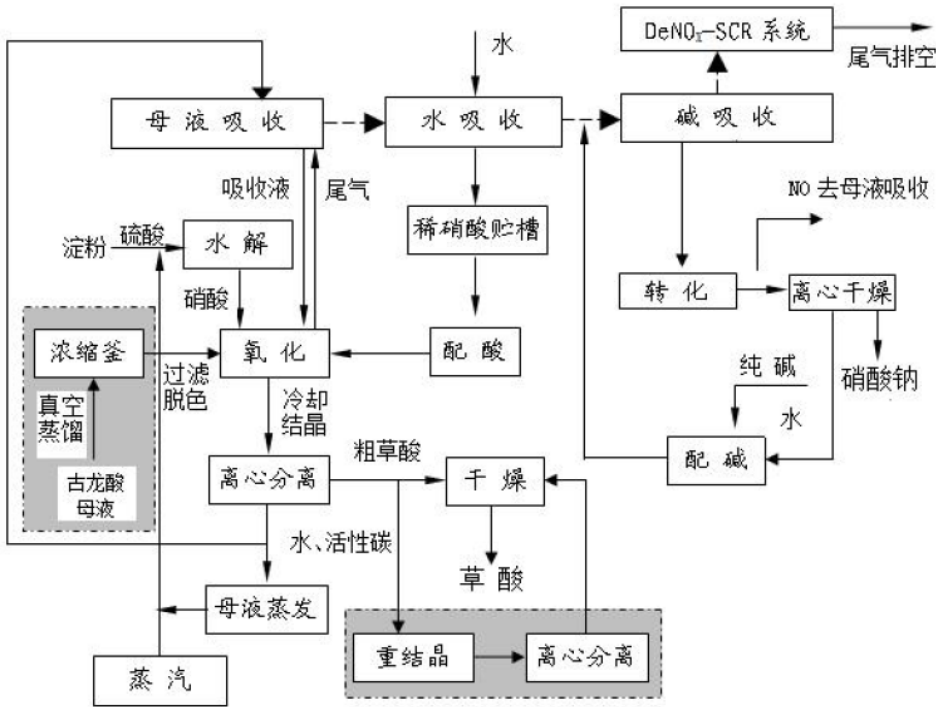 DeNOx-SCR 系统
尾气排空
水
母液吸收
水吸收
碱吸收
吸收液
尾气
NO 去母液吸收
稀硝酸贮槽
淀粉
硫酸
水解
硝酸
转化
离心干燥
浓缩釜
过滤
脱色
氧化
配酸
硝酸钠
纯碱
水
真空
蒸馏
冷却
结晶
配碱
粗草酸
古龙酸
母液
离心分离
干燥
水、活性碳
草酸
母液蒸发
重结晶
离心分离
蒸汽